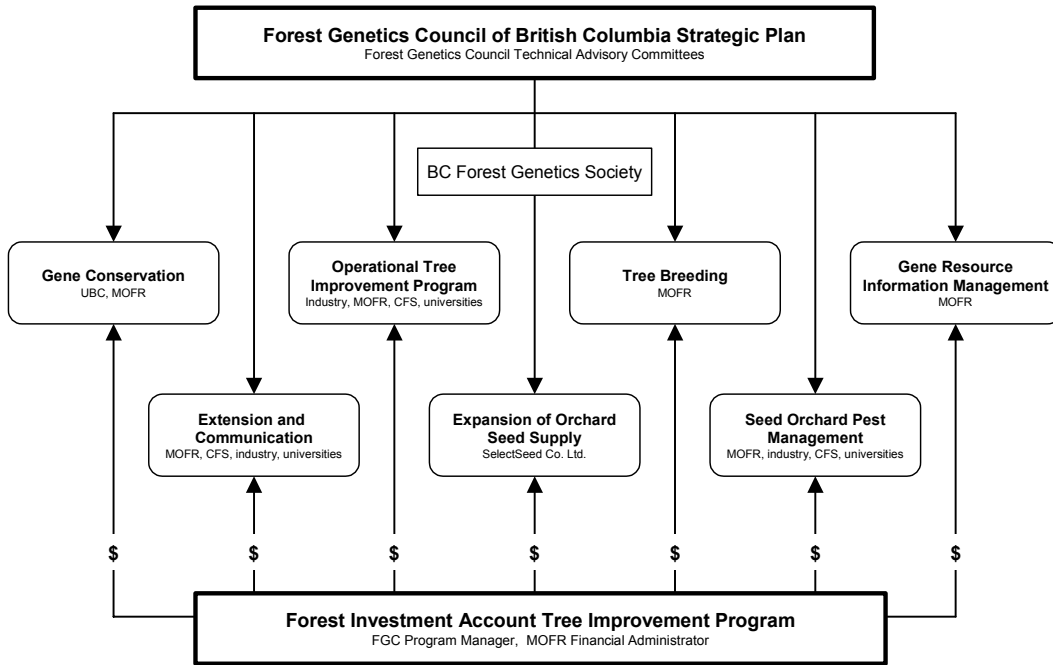 Forest Genetics Council of British Columbia Strategic Plan
Forest Genetics Council Technical Advisory Committees
BC Forest Genetics Society
Gene Conservation
UBC, MOFR
Operational Tree
Improvement Program
Industry, MOFR, CFS, universities
Tree Breeding
MOFR
Gene Resource
Information Management
MOFR
Extension and
Communication
MOFR, CFS, industry, universities
Expansion of Orchard
Seed Supply
SelectSeed Co. Ltd.
Seed Orchard Pest
Management
MOFR, industry, CFS, universities
$ $ $ $ $ $ $
Forest Investment Account Tree Improvement Program
FGC Program Manager, MOFR Financial Administrator